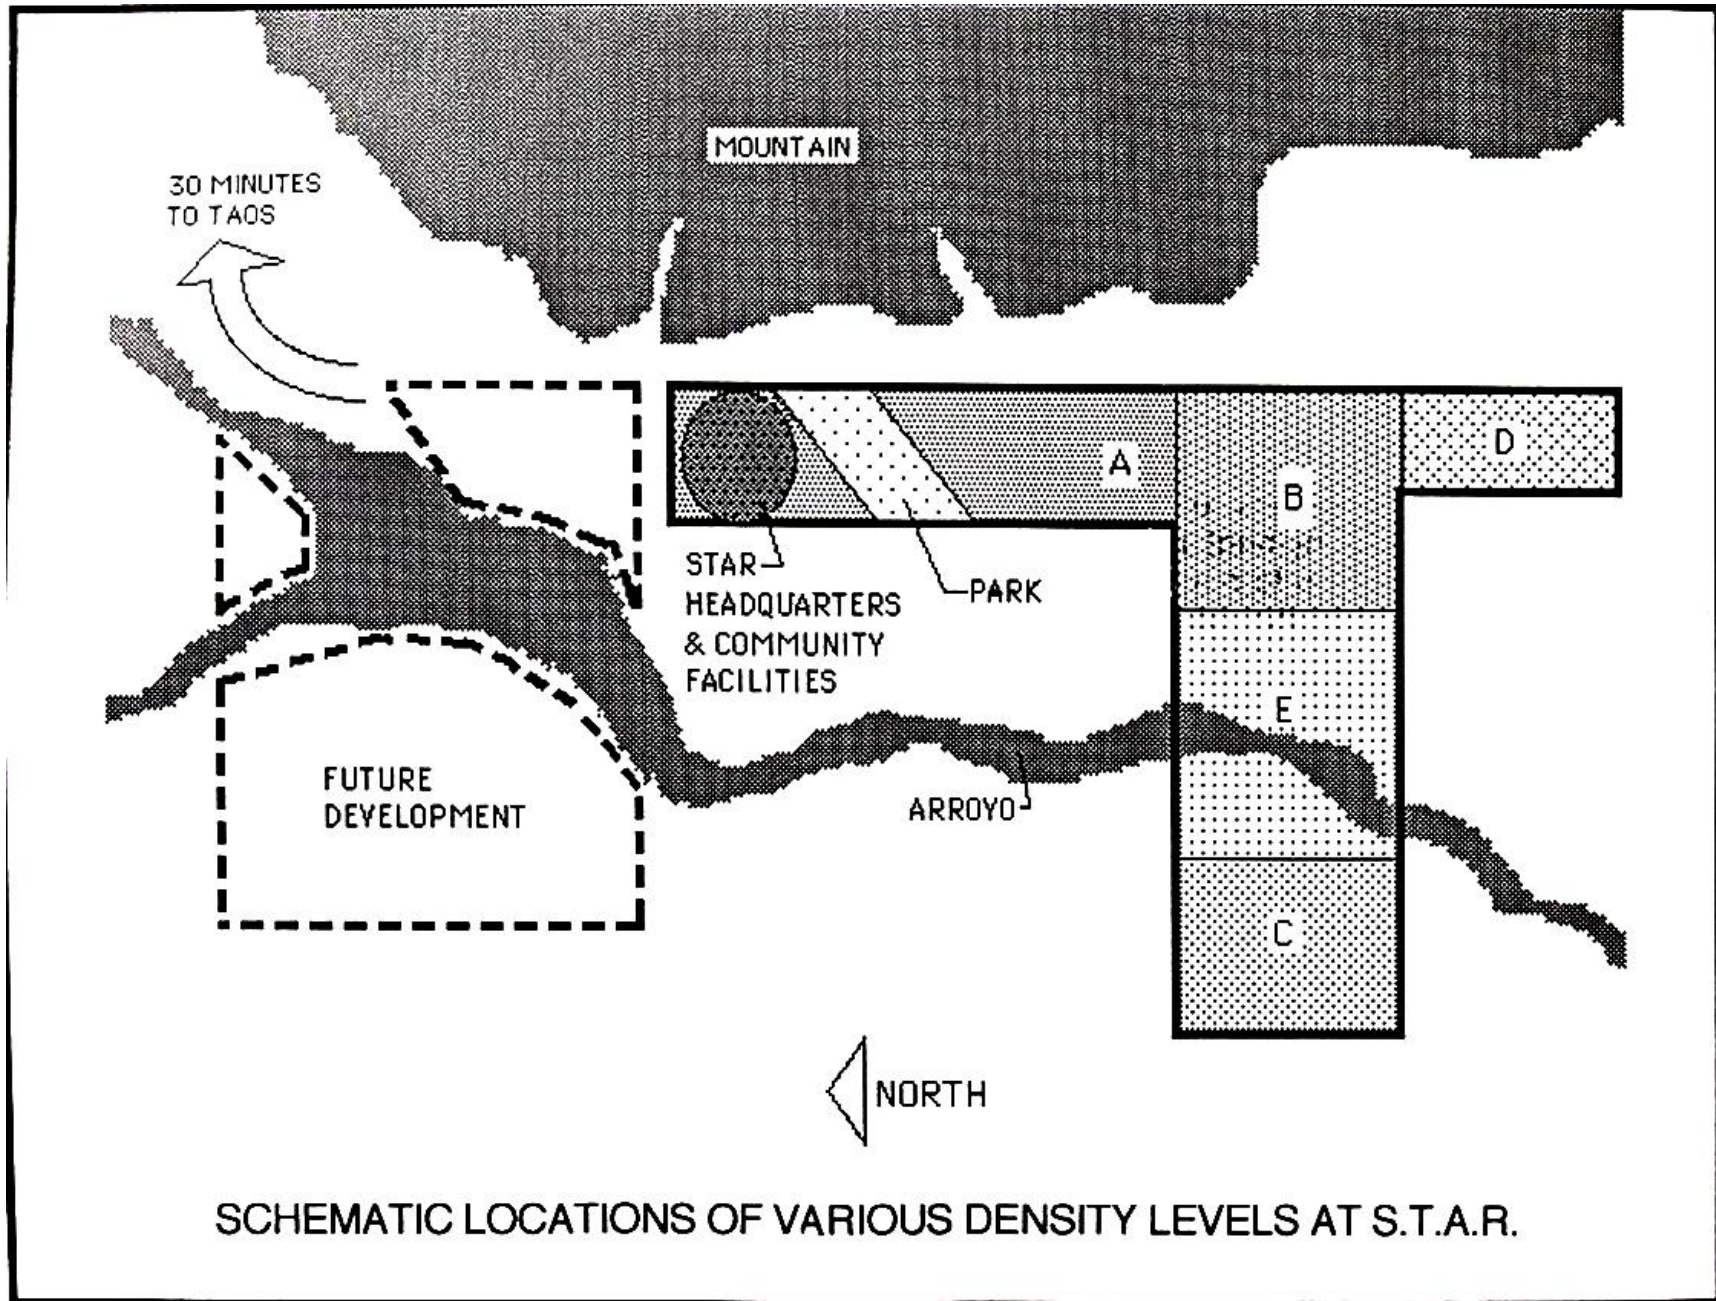 MOUNTAIN
30 MINUTES
TO TAOS
A
B
D
STAR
HEADQUARTERS
& COMMUNITY
FACILITIES
PARK
E
FUTURE
DEVELOPMENT
ARROYO
C
NORTH
SCHEMATIC LOCATIONS OF VARIOUS DENSITY LEVELS AT S.T.A.R.